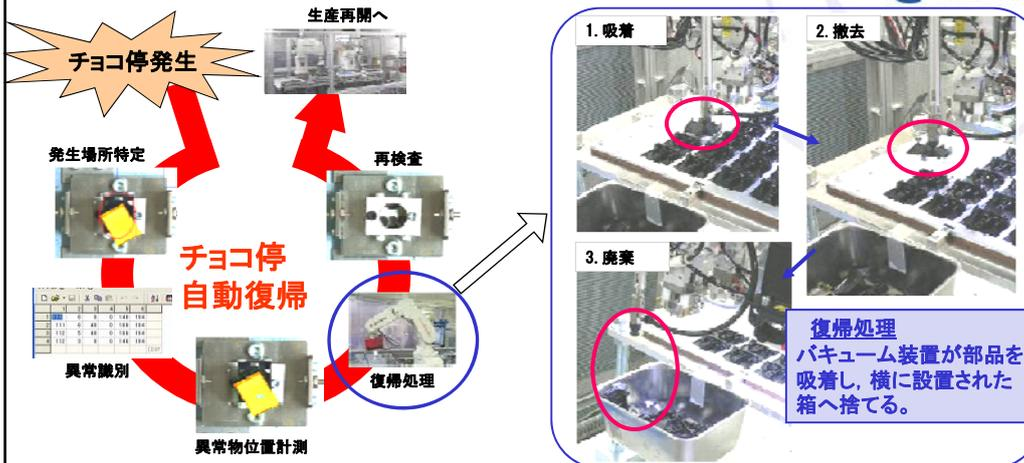 チョコ停発生
生産再開へ
発生場所特定
再検査
チョコ停
自動復帰
異常識別
復帰処理
異常物位置計測
1. 吸着
2. 撤去
3. 廃棄
復帰処理
バキューム装置が部品を
吸着し，横に設置された
箱へ捨てる。